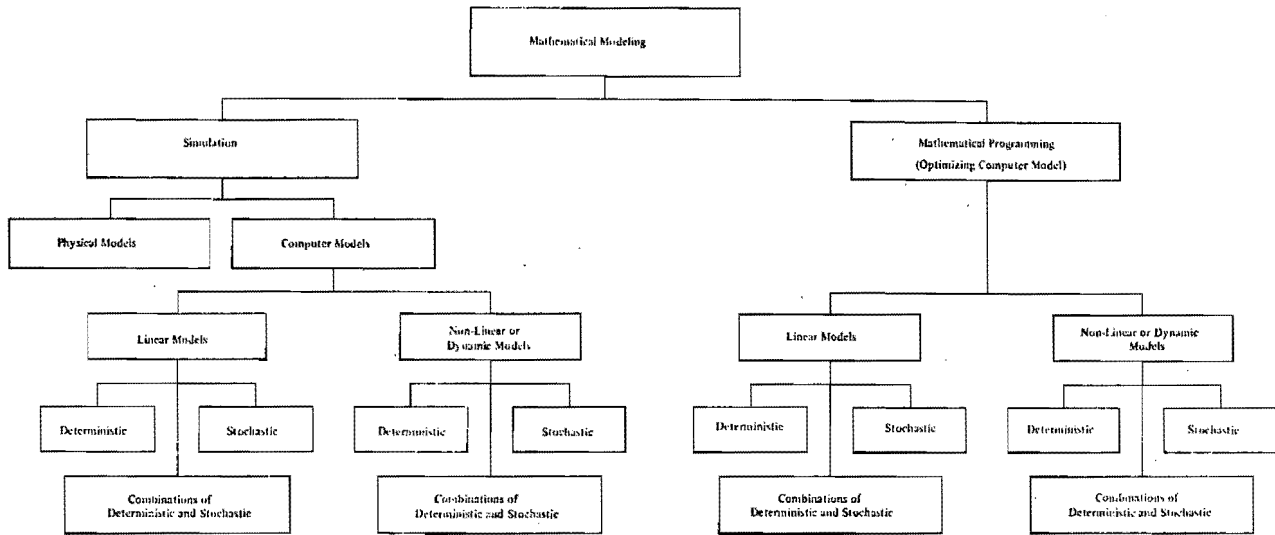 Mathematical Modeling
Simulation
Mathematical Programming
(Optimizing Computer Model)
Physical Models
Computer Models
Linear Models
Non-Linear or
Dynamic Models
Linear Models
Non-Linear or Dynamic
Models
Deterministic
Stochastic
Deterministic
Stochastic
Deterministic
Stochastic
Deterministic
Stochastic
Combinations of
Deterministic and Stochastic
Combinations of
Deterministic and Stochastic
Combinations of
Deterministic and Stochastic
Combinations of
Deterministic and Stochastic